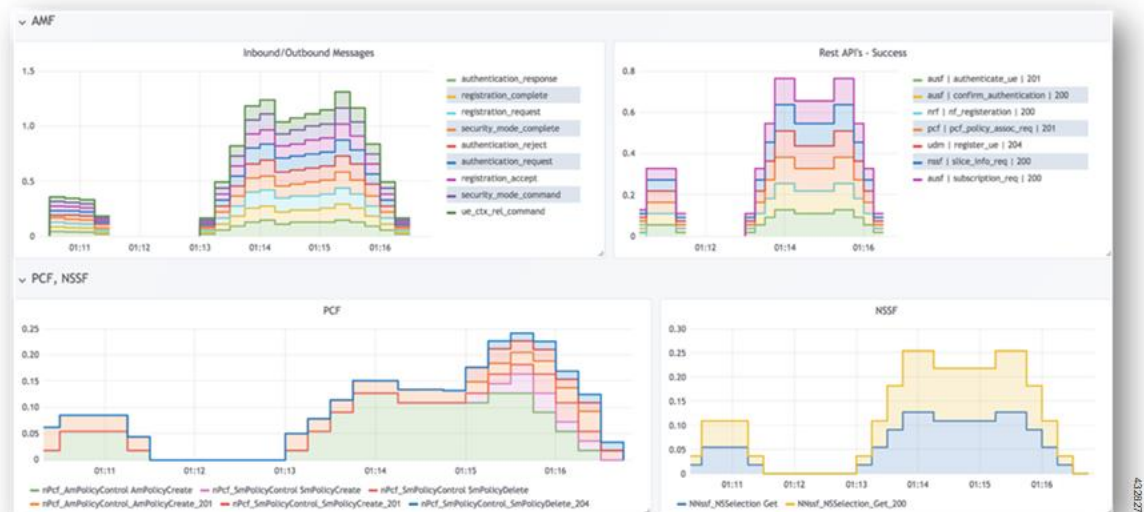 AMF
Inbound/Outbound Messages
1.5
1.0
0.5
0
01:11 01:12 01:13 01:14 01:15 01:16
authentication_response
registration_complete
registration_request
security_mode_complete
authentication_reject
authentication_request
registration_accept
security_mode_command
ue_ctx_rel_command
Rest API's - Success
0.8
0.6
0.4
0.2
0
01:12 01:14 01:16
ausf | authenticate_ue | 201
ausf | confirm_authentication | 200
nrf | nf_registeration | 200
pcf | pcf_policy_assoc_req | 201
udm | register_ue | 204
nssf | slice_info_req | 200
ausf | subscription_req | 200
PCF, NSSF
PCF
0.25
0.20
0.15
0.10
0.05
0
01:11 01:12 01:13 01:14 01:15 01:16
nPcf_AmPolicyControl AmPolicyCreate nPcf_SmPolicyControl SmPolicyCreate nPcf_SmPolicyControl SmPolicyDelete
nPcf_AmPolicyControl_AmPolicyCreate_201 nPcf_SmPolicyControl_SmPolicyCreate_201 nPcf_SmPolicyControl_SmPolicyDelete_204
NSSF
0.30
0.25
0.20
0.15
0.10
0.05
0
01:11 01:12 01:13 01:14 01:15 01:16
NNssf_NSSelection Get NNssf_NSSelection_Get_200